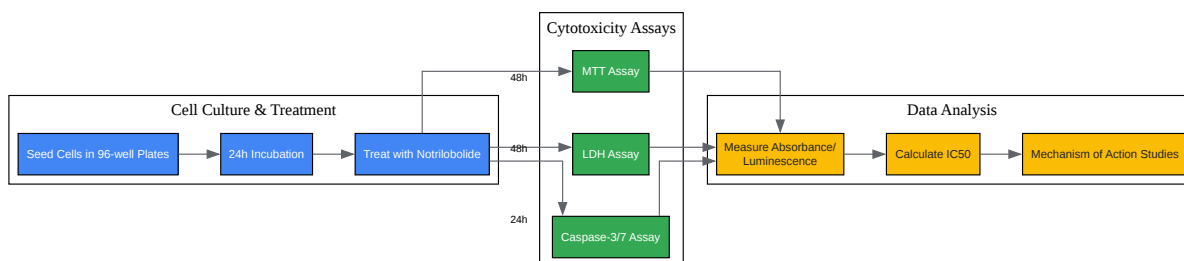 Cytotoxicity Assays
48h
MTT Assay
Cell Culture & Treatment
Data Analysis
Seed Cells in 96-well Plates
24h Incubation
Treat with Notrilobolide
48h
LDH Assay
Measure Absorbance/
Luminescence
Calculate IC50
Mechanism of Action Studies
24h
Caspase-3/7 Assay